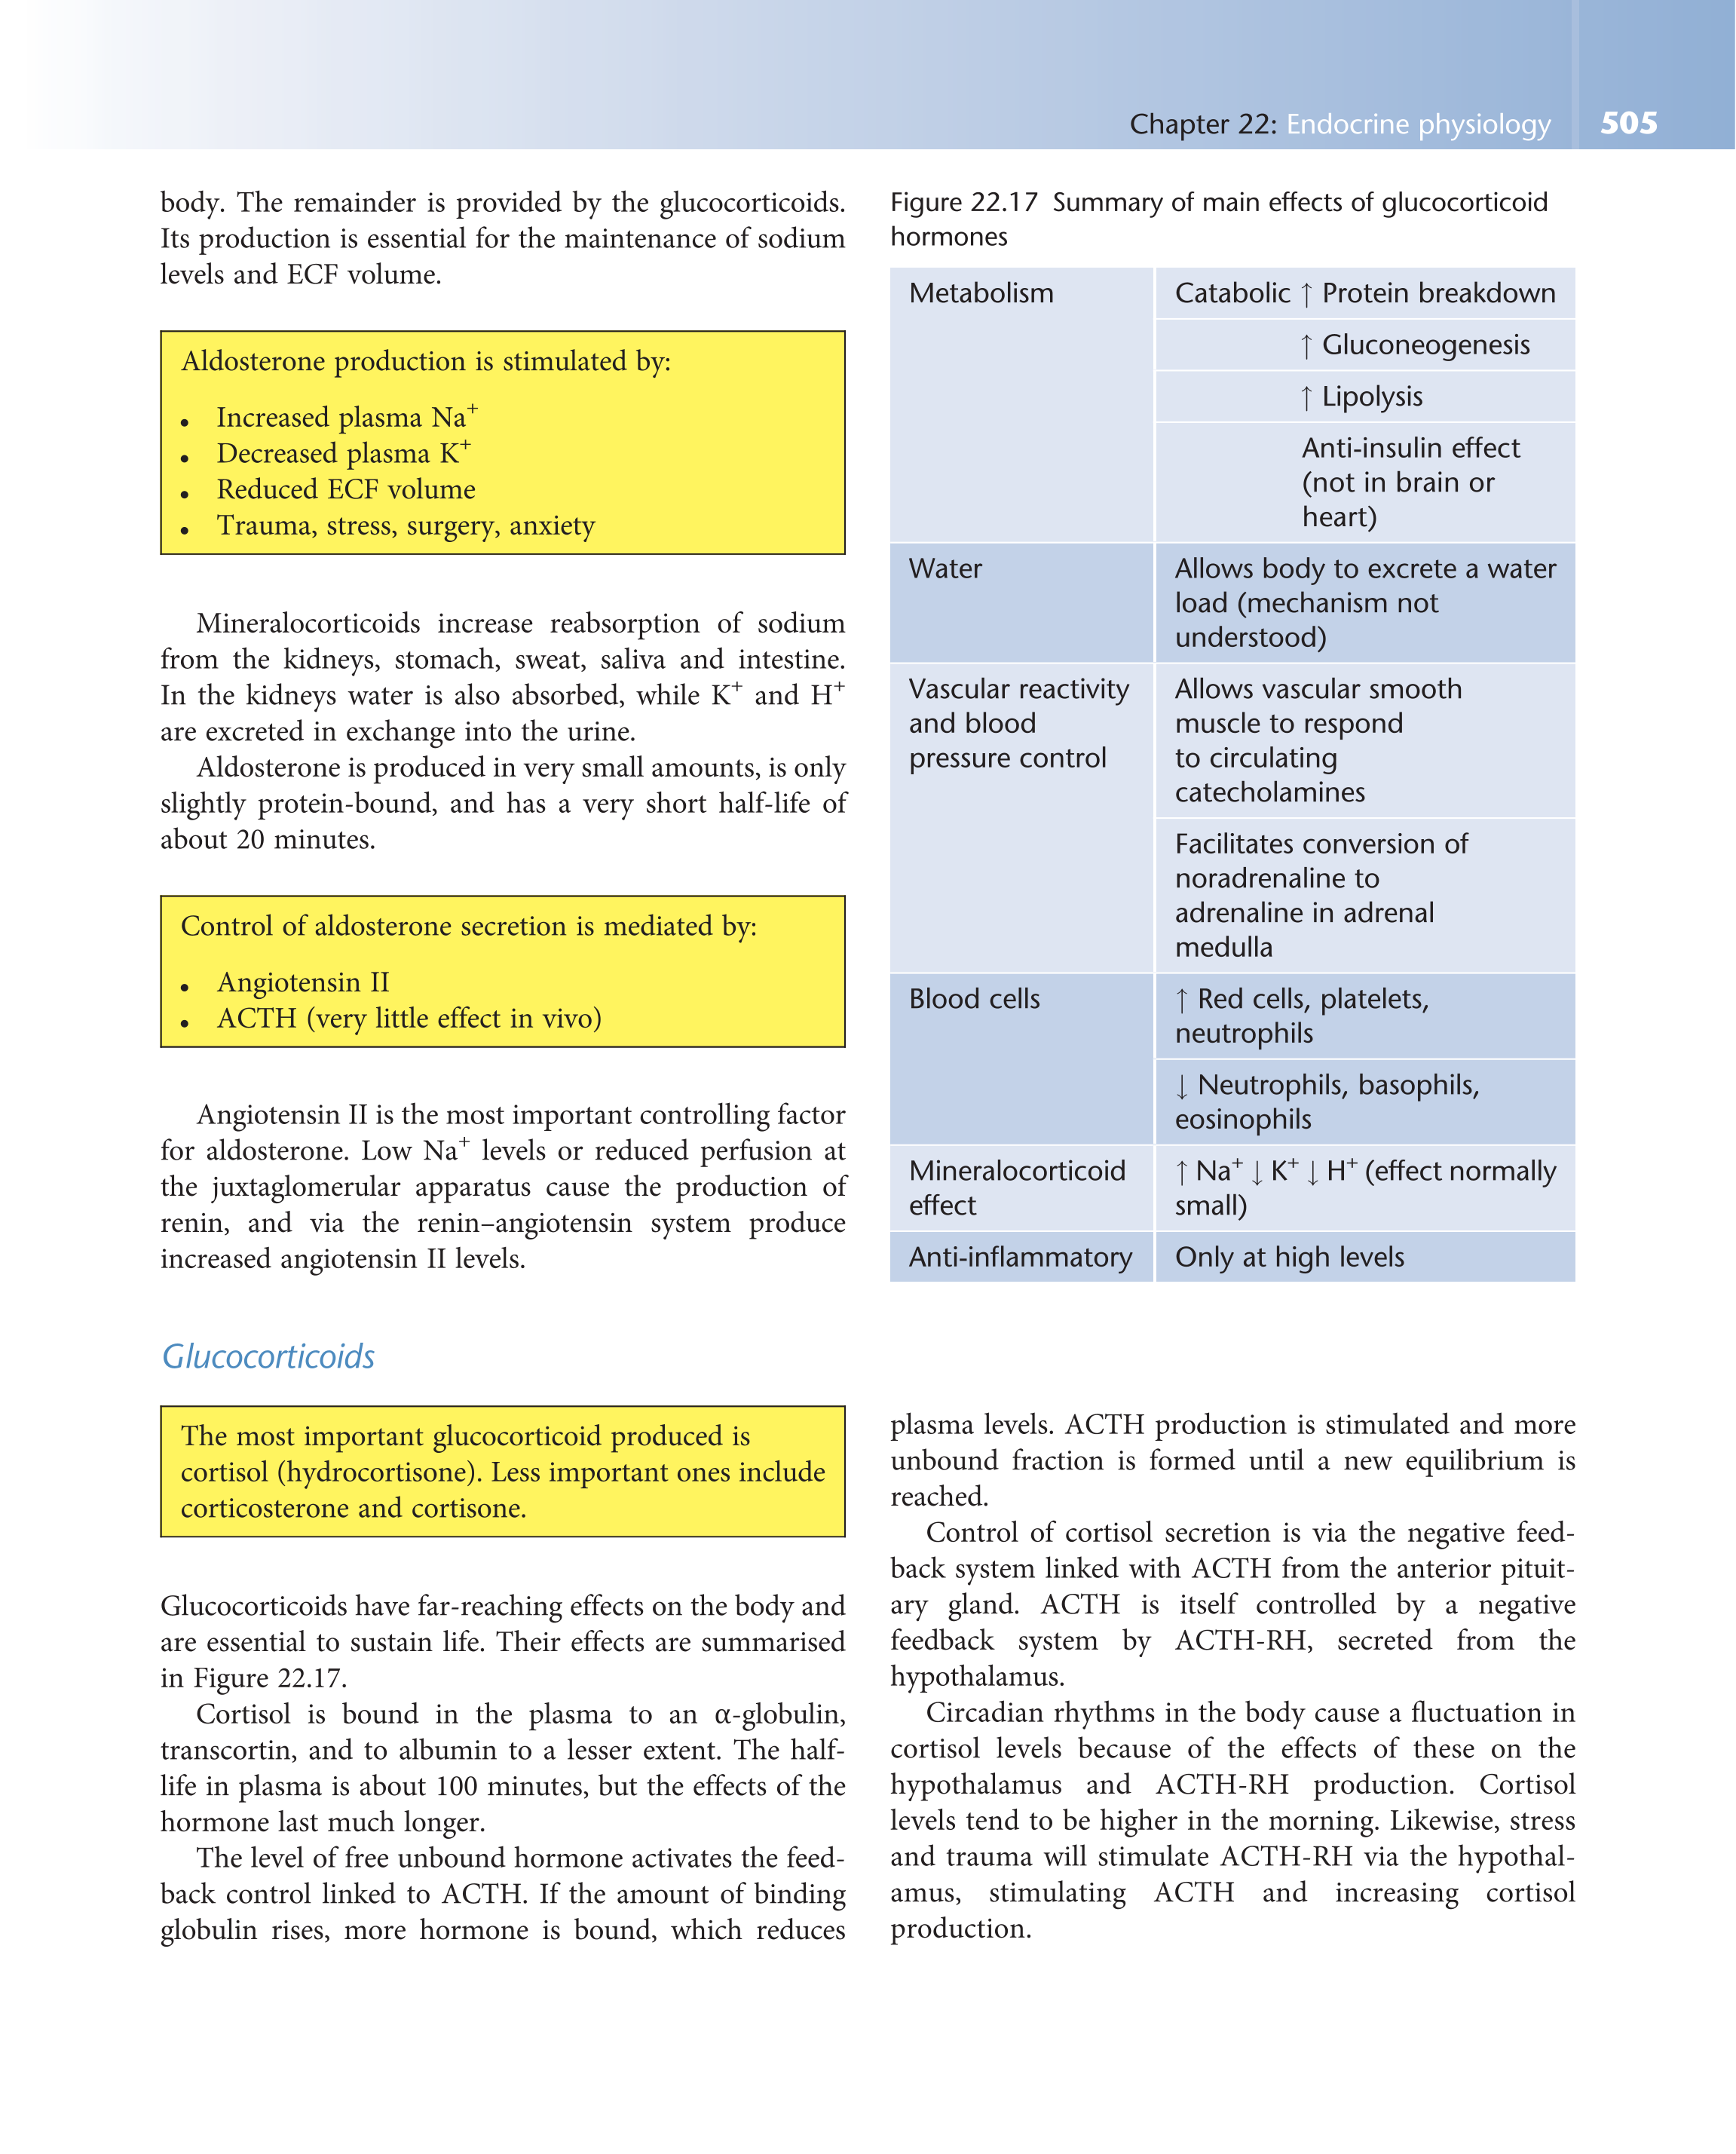 Chapter 22: Endocrine physiology 505
body. The remainder is provided by the glucocorticoids.
Its production is essential for the maintenance of sodium
levels and ECF volume.
Aldosterone production is stimulated by:
• Increased plasma Na⁺
• Decreased plasma K⁺
• Reduced ECF volume
• Trauma, stress, surgery, anxiety
Mineralocorticoids increase reabsorption of sodium
from the kidneys, stomach, sweat, saliva and intestine.
In the kidneys water is also absorbed, while K⁺ and H⁺
are excreted in exchange into the urine.
Aldosterone is produced in very small amounts, is only
slightly protein-bound, and has a very short half-life of
about 20 minutes.
Control of aldosterone secretion is mediated by:
• Angiotensin II
• ACTH (very little effect in vivo)
Angiotensin II is the most important controlling factor
for aldosterone. Low Na⁺ levels or reduced perfusion at
the juxtaglomerular apparatus cause the production of
renin, and via the renin–angiotensin system produce
increased angiotensin II levels.
Glucocorticoids
The most important glucocorticoid produced is
cortisol (hydrocortisone). Less important ones include
corticosterone and cortisone.
Glucocorticoids have far-reaching effects on the body and
are essential to sustain life. Their effects are summarised
in Figure 22.17.
Cortisol is bound in the plasma to an α-globulin,
transcortin, and to albumin to a lesser extent. The half-
life in plasma is about 100 minutes, but the effects of the
hormone last much longer.
The level of free unbound hormone activates the feed-
back control linked to ACTH. If the amount of binding
globulin rises, more hormone is bound, which reduces
Figure 22.17 Summary of main effects of glucocorticoid
hormones
Metabolism
Catabolic ↑ Protein breakdown
↑ Gluconeogenesis
↑ Lipolysis
Anti-insulin effect
(not in brain or
heart)
Water
Allows body to excrete a water
load (mechanism not
understood)
Vascular reactivity
and blood
pressure control
Allows vascular smooth
muscle to respond
to circulating
catecholamines
Facilitates conversion of
noradrenaline to
adrenaline in adrenal
medulla
Blood cells
↑ Red cells, platelets,
neutrophils
↓ Neutrophils, basophils,
eosinophils
Mineralocorticoid
effect
↑ Na⁺ ↓ K⁺ ↓ H⁺ (effect normally
small)
Anti-inflammatory
Only at high levels
plasma levels. ACTH production is stimulated and more
unbound fraction is formed until a new equilibrium is
reached.
Control of cortisol secretion is via the negative feed-
back system linked with ACTH from the anterior pituit-
ary gland. ACTH is itself controlled by a negative
feedback system by ACTH-RH, secreted from the
hypothalamus.
Circadian rhythms in the body cause a fluctuation in
cortisol levels because of the effects of these on the
hypothalamus and ACTH-RH production. Cortisol
levels tend to be higher in the morning. Likewise, stress
and trauma will stimulate ACTH-RH via the hypothal-
amus, stimulating ACTH and increasing cortisol
production.